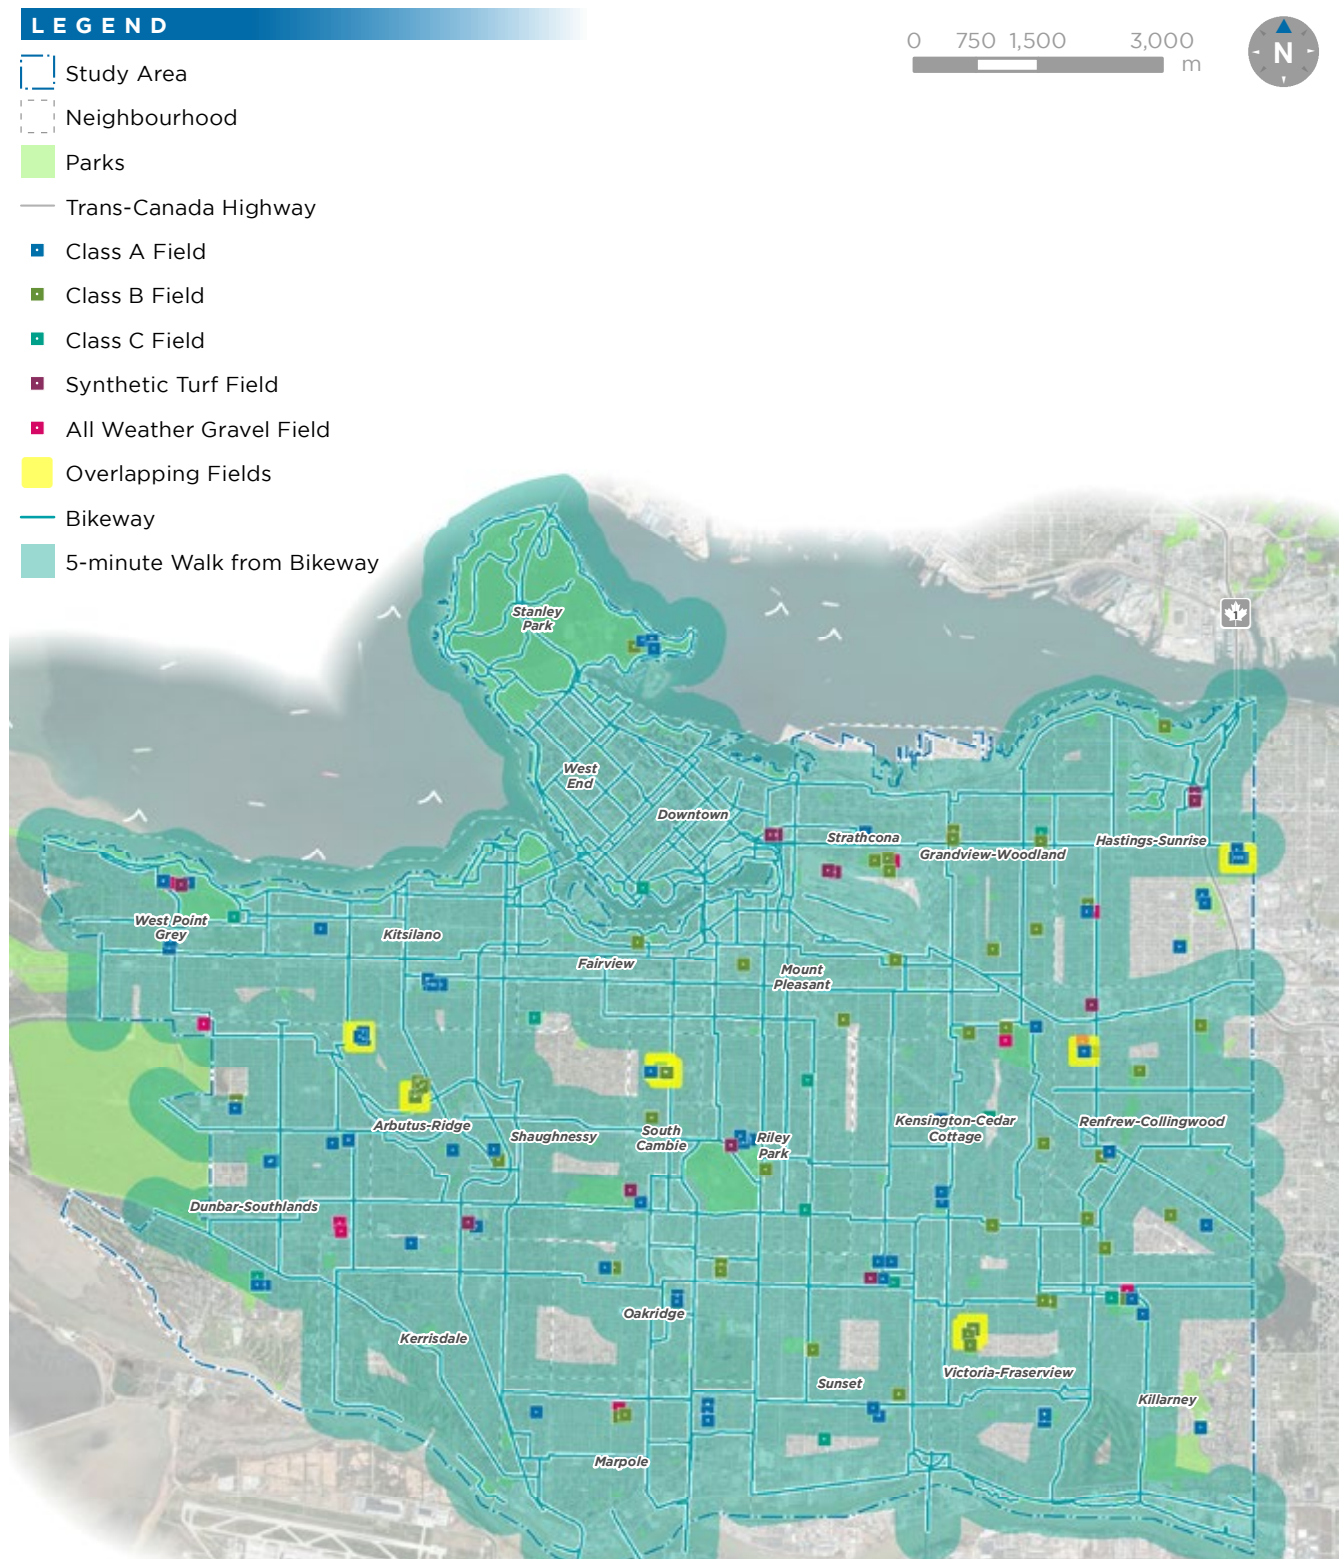 LEGEND
0 750 1,500 3,000
m
N
Study Area
Neighbourhood
Parks
Trans-Canada Highway
Class A Field
Class B Field
Class C Field
Synthetic Turf Field
All Weather Gravel Field
Overlapping Fields
Bikeway
5-minute Walk from Bikeway
1
Stanley
Park
West
End
Downtown
Strathcona
Grandview-Woodland
Hastings-Sunrise
West Point
Grey
Kitsilano
Fairview
Mount
Pleasant
Arbutus-Ridge
Shaughnessy
South
Cambie
Riley
Park
Kensington-Cedar
Cottage
Renfrew-Collingwood
Dunbar-Southlands
Kerrisdale
Oakridge
Sunset
Victoria-Fraserview
Killarney
Marpole